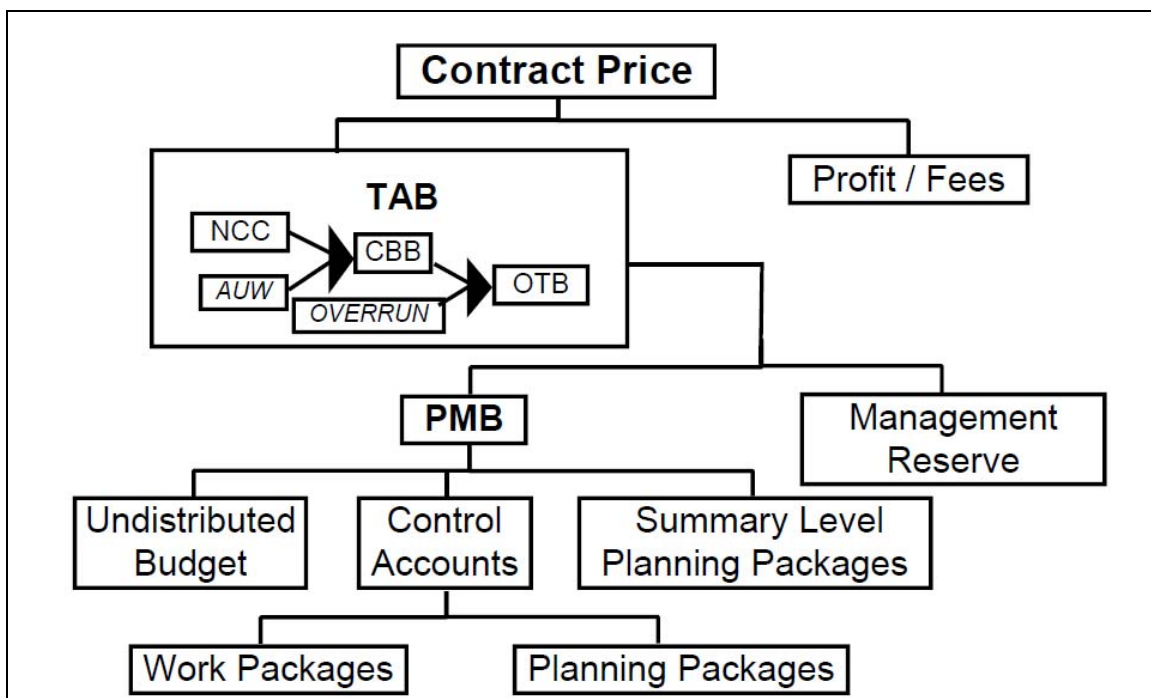 Contract Price
Profit / Fees
TAB
NCC
CBB
AUW
OTB
OVERRUN
PMB
Management
Reserve
Undistributed
Budget
Control
Accounts
Summary Level
Planning Packages
Work Packages
Planning Packages